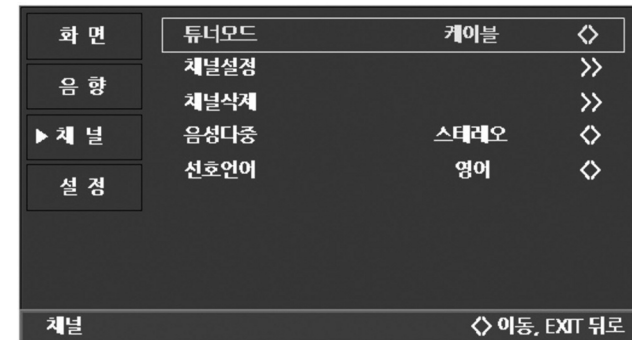 화 면
음 향
▶ 채 널
설 정
튜너모드 케이블 <>
채널설정 >>
채널삭제 >>
음성다중 스테레오 <>
선호언어 영어 <>
채널 <> 이동, EXIT 뒤로